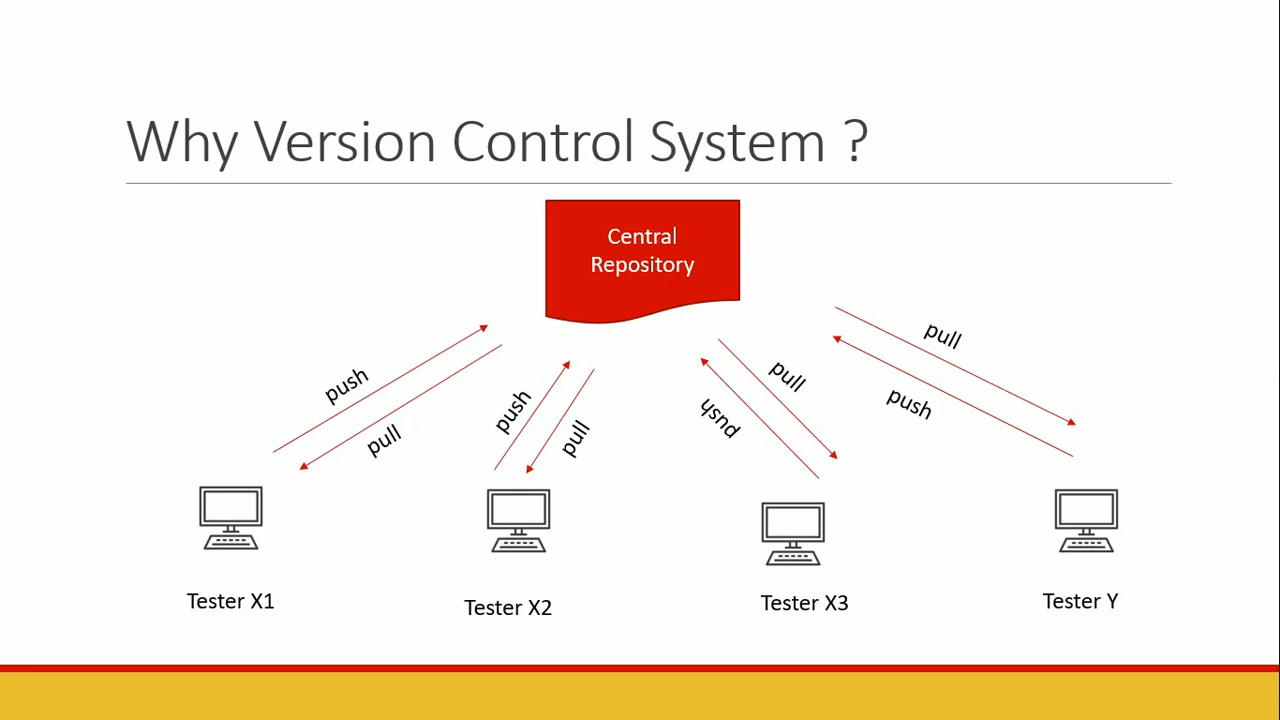 Why Version Control System ?
Central
Repository
push
pull
push
pull
pull
push
pull
push
Tester X1
Tester X2
Tester X3
Tester Y